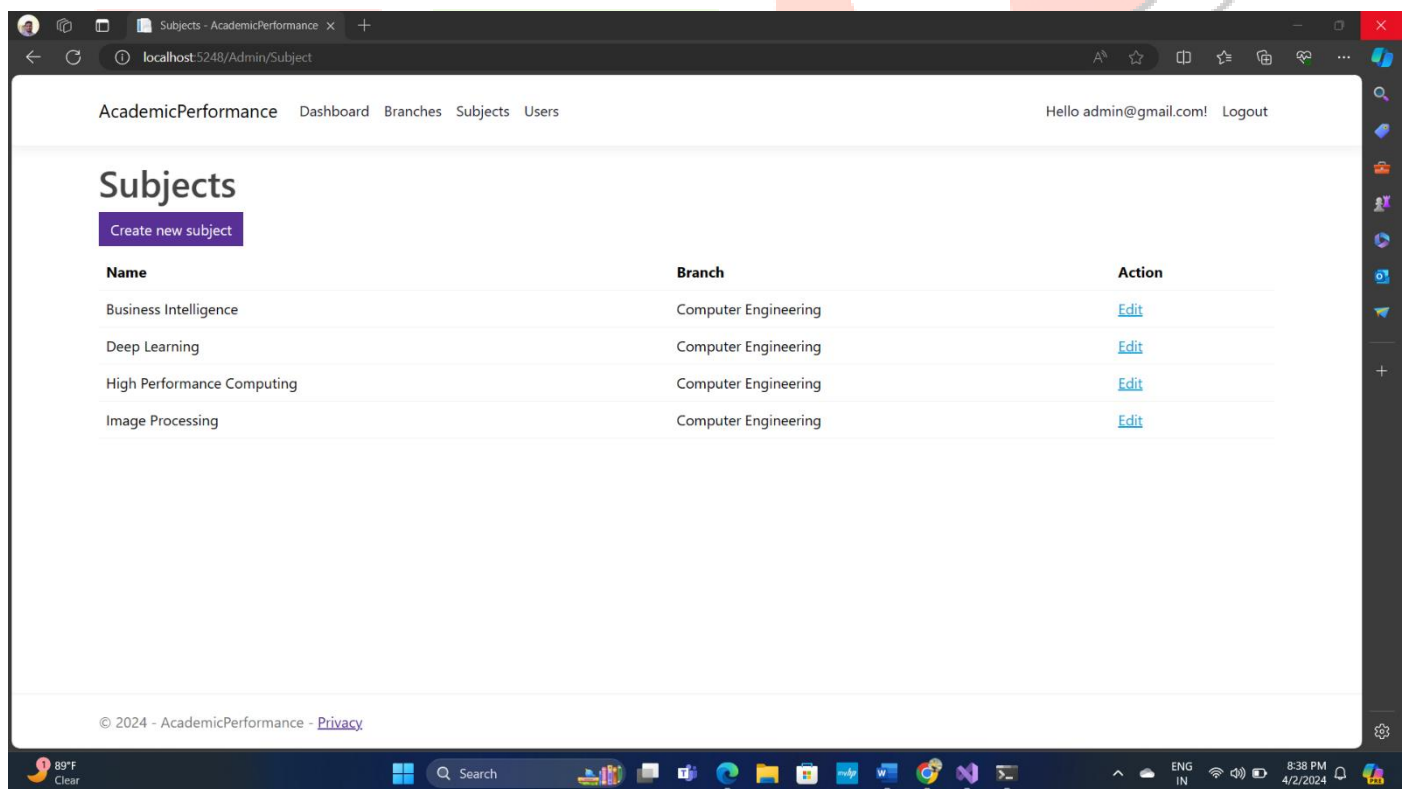 Subjects - AcademicPerformance
localhost:5248/Admin/Subject
AcademicPerformance Dashboard Branches Subjects Users Hello admin@gmail.com! Logout
Subjects
Create new subject
Name Branch Action
Business Intelligence Computer Engineering Edit
Deep Learning Computer Engineering Edit
High Performance Computing Computer Engineering Edit
Image Processing Computer Engineering Edit
© 2024 - AcademicPerformance - Privacy
1 89°F Search ENG 8:38 PM
Clear IN 4/2/2024